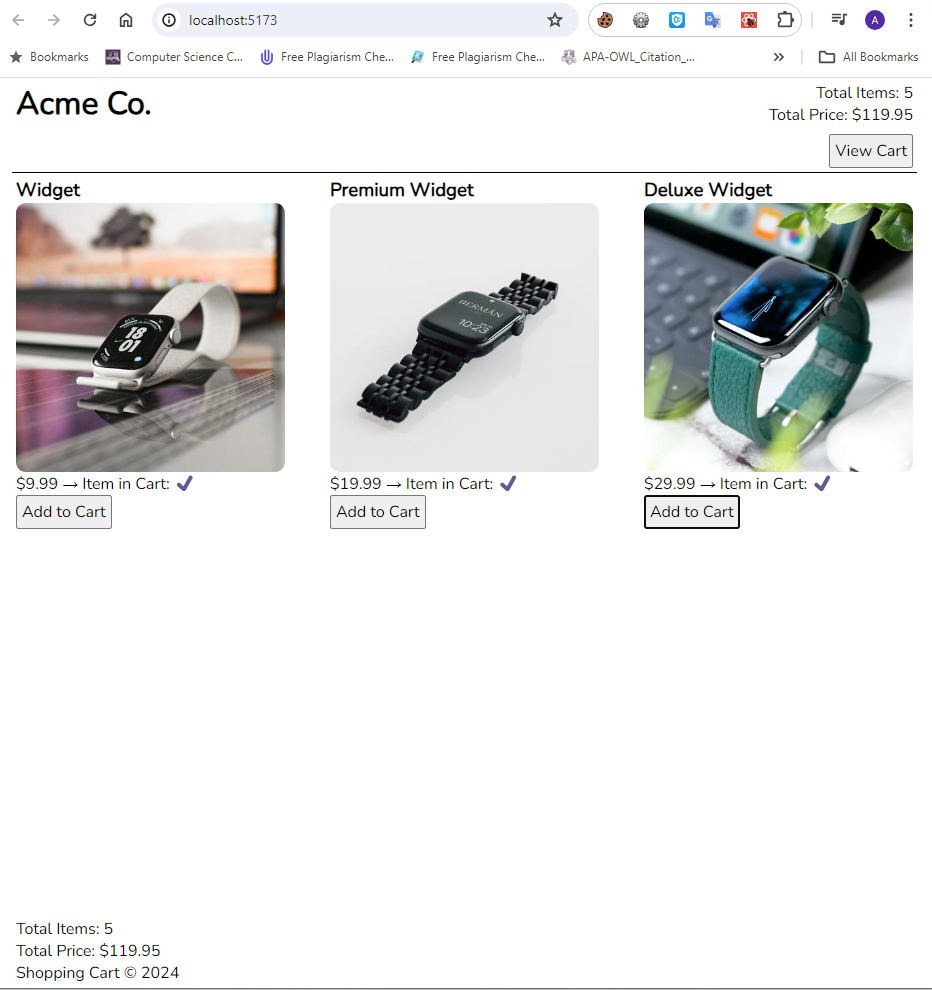 localhost:5173
A
Bookmarks
Computer Science C...
Free Plagiarism Che...
Free Plagiarism Che...
APA-OWL_Citation_...
All Bookmarks
Acme Co.
Total Items: 5
Total Price: $119.95
View Cart
Widget
Premium Widget
Deluxe Widget
18
01
BERMAN
10:23
$9.99 → Item in Cart: ✔
$19.99 → Item in Cart: ✔
$29.99 → Item in Cart: ✔
Add to Cart
Add to Cart
Add to Cart
Total Items: 5
Total Price: $119.95
Shopping Cart © 2024